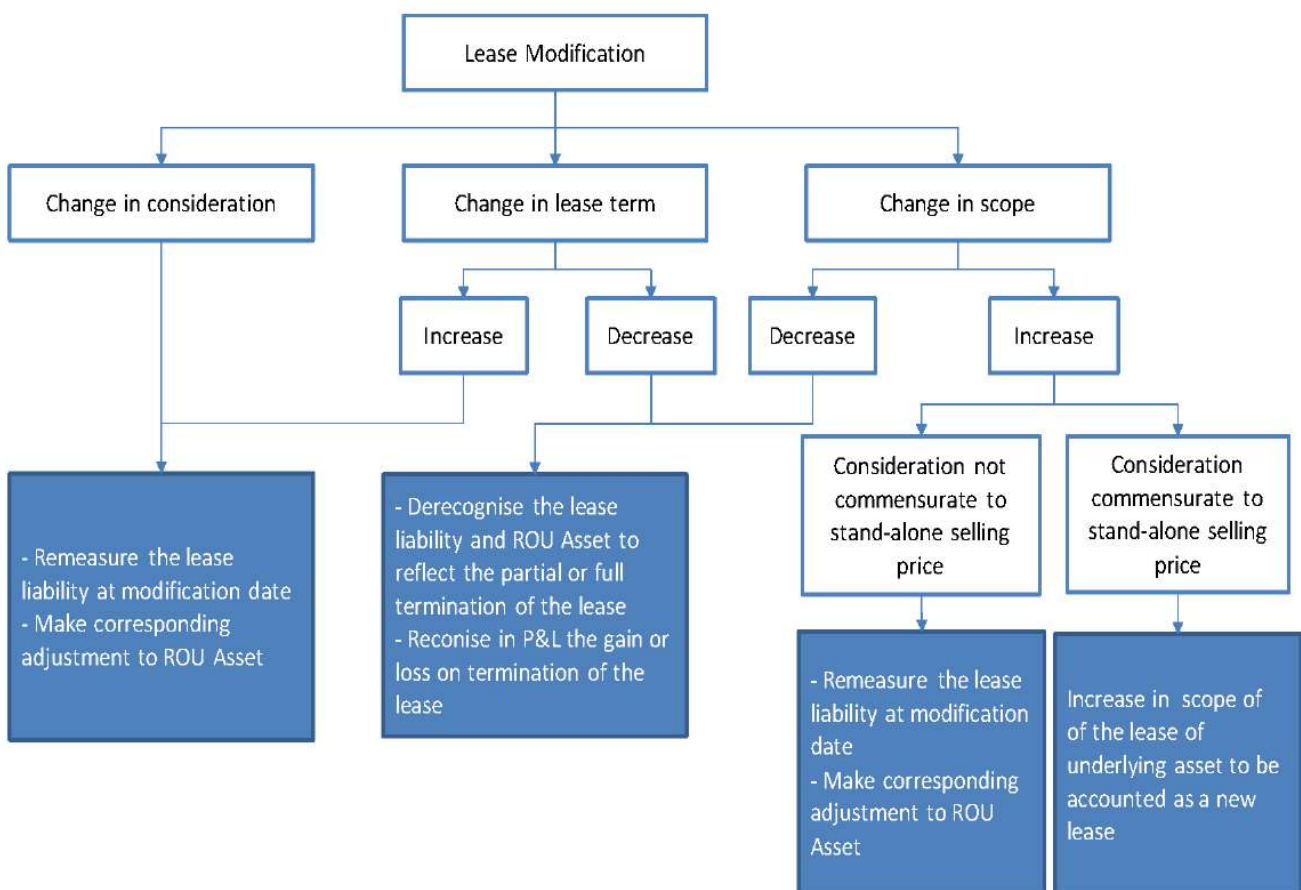 Lease Modification
Change in consideration
Change in lease term
Change in scope
Increase
Decrease
Decrease
Increase
Consideration not
commensurate to
stand-alone selling
price
Consideration
commensurate to
stand-alone selling
price
- Remeasure the lease
liability at modification date
- Make corresponding
adjustment to ROU Asset
- Derecognise the lease
liability and ROU Asset to
reflect the partial or full
termination of the lease
- Reconise in P&L the gain or
loss on termination of the
lease
- Remeasure the lease
liability at modification
date
- Make corresponding
adjustment to ROU
Asset
Increase in scope of
of the lease of
underlying asset to be
accounted as a new
lease